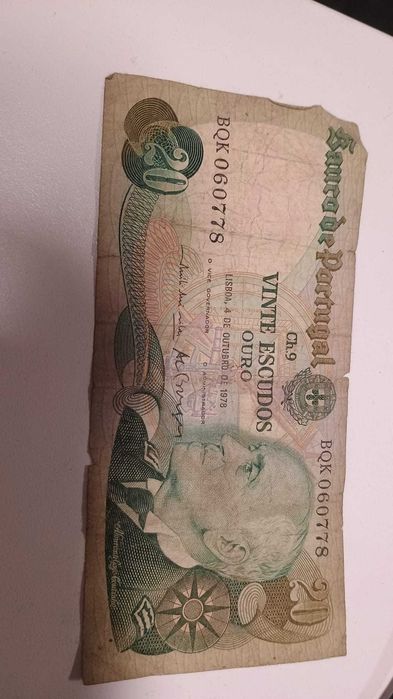 Banco de Portugal
Ch.9
VINTE ESCUDOS
OURO
LISBOA, 4 DE OUTUBRO DE 1978
O VICE-GOVERNADOR
O ADMINISTRADOR
BQK 060778
BQK 060778
20
20